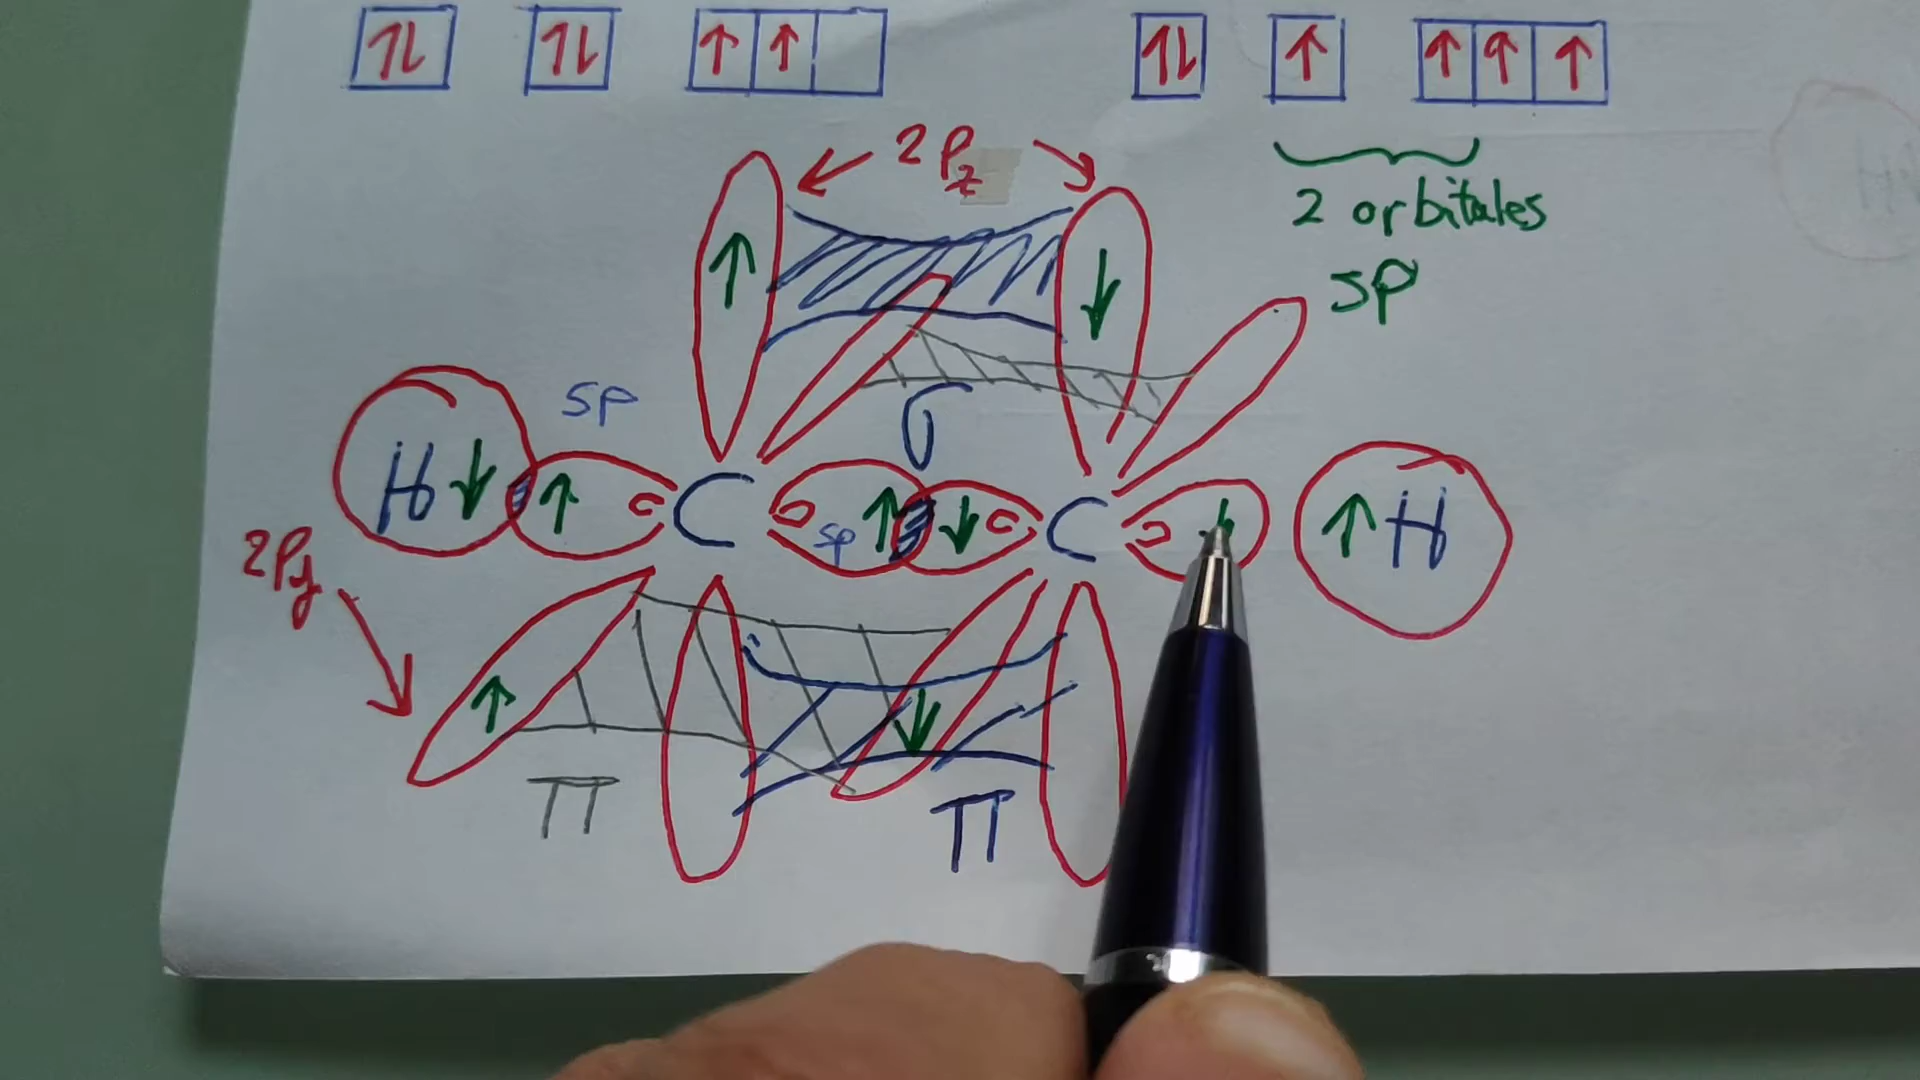 ↑↓ ↑↓ ↑ ↑ ↑↓ ↑ ↑ ↑ ↑
2Pz
2 orbitales
sp
↑ ↓
sp
σ
H ↓ ↑ C sp ↑ ↓ C ↓ ↑ H
2Py
↑ ↓
π π